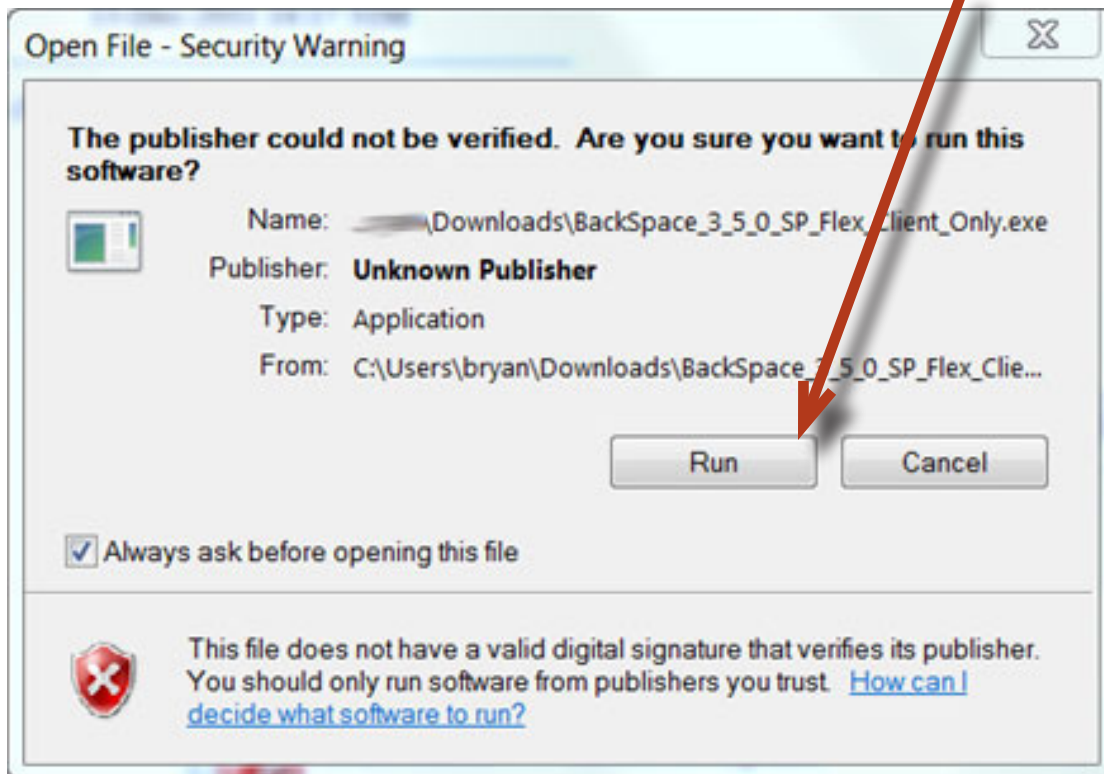 Open File - Security Warning
The publisher could not be verified.  Are you sure you want to run this
software?
Name: \Downloads\BackSpace_3_5_0_SP_Flex_Client_Only.exe
Publisher: Unknown Publisher
Type: Application
From: C:\Users\bryan\Downloads\BackSpace_3_5_0_SP_Flex_Clie...
Run Cancel
Always ask before opening this file
This file does not have a valid digital signature that verifies its publisher.
You should only run software from publishers you trust. How can I
decide what software to run?